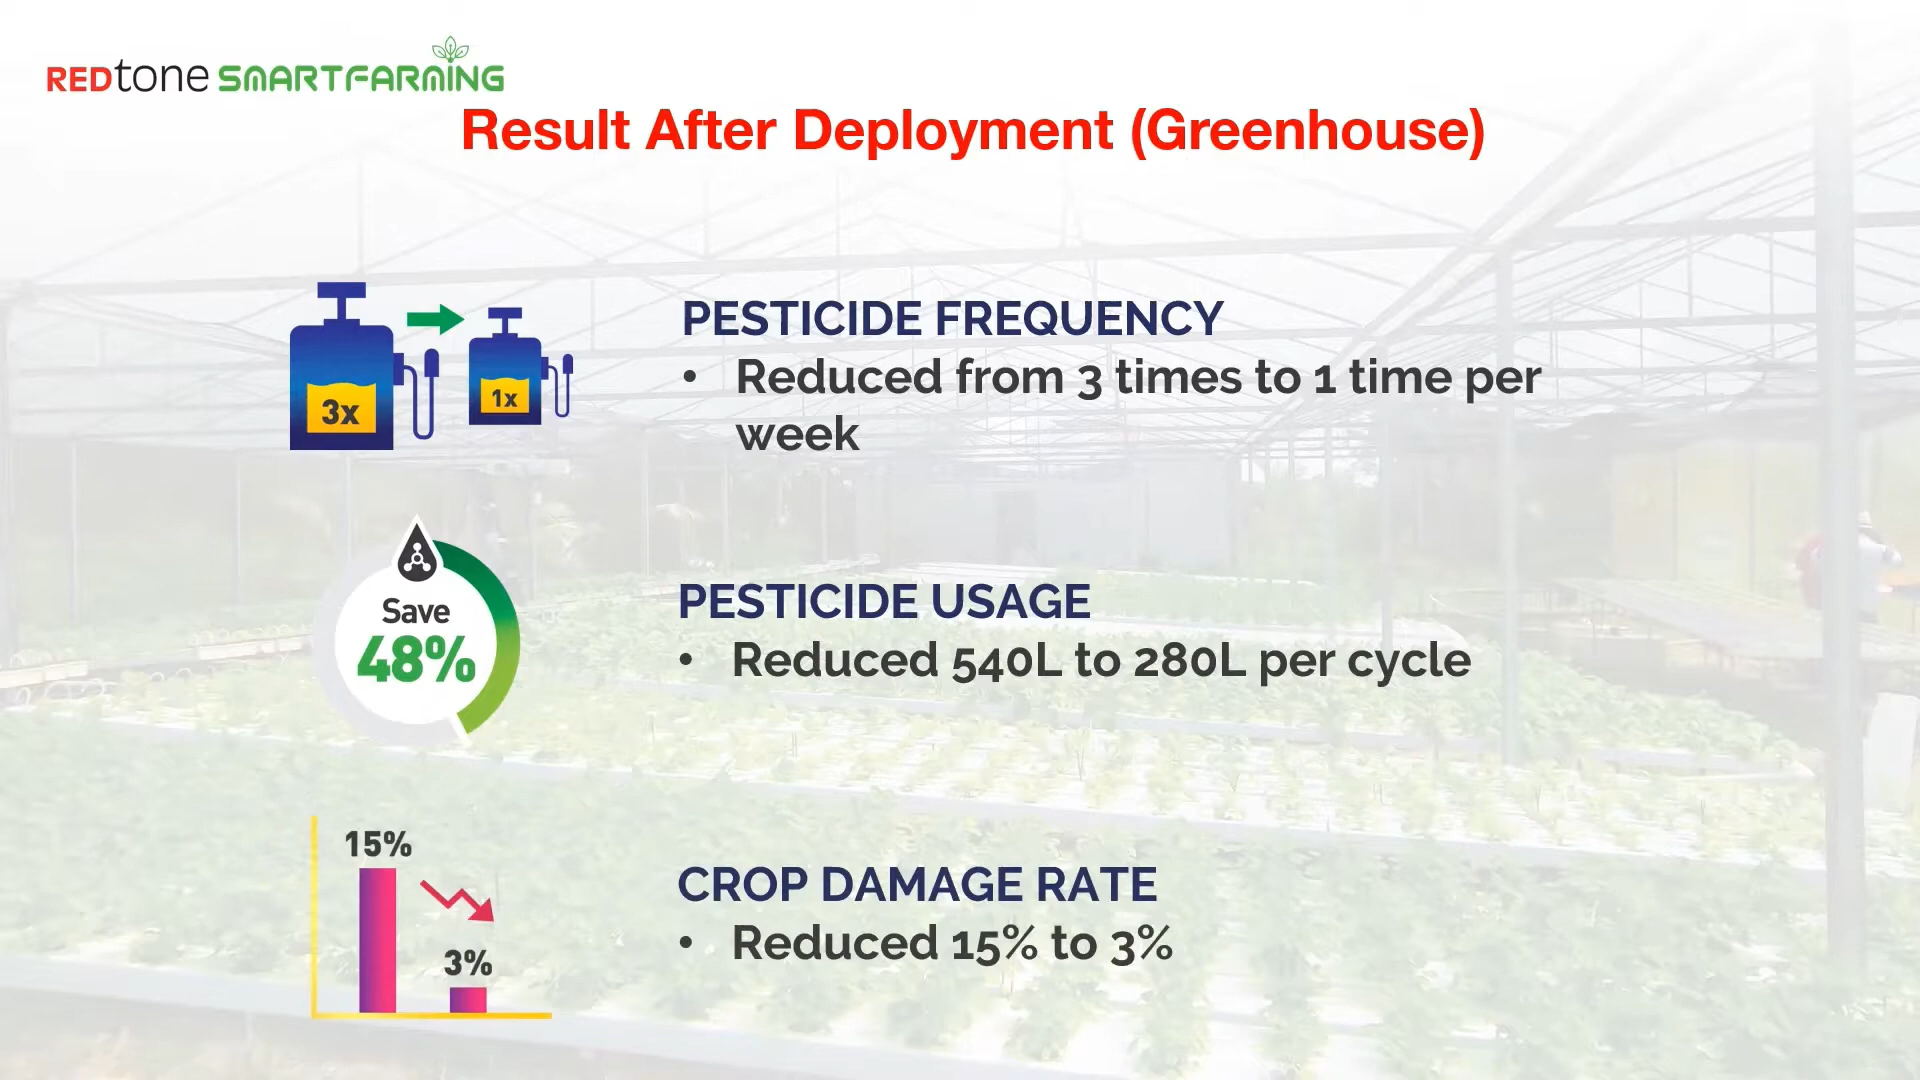 REDtone SMARTFARMING
Result After Deployment (Greenhouse)
3x
1x
PESTICIDE FREQUENCY
• Reduced from 3 times to 1 time per
week
Save
48%
PESTICIDE USAGE
• Reduced 540L to 280L per cycle
15%
3%
CROP DAMAGE RATE
• Reduced 15% to 3%